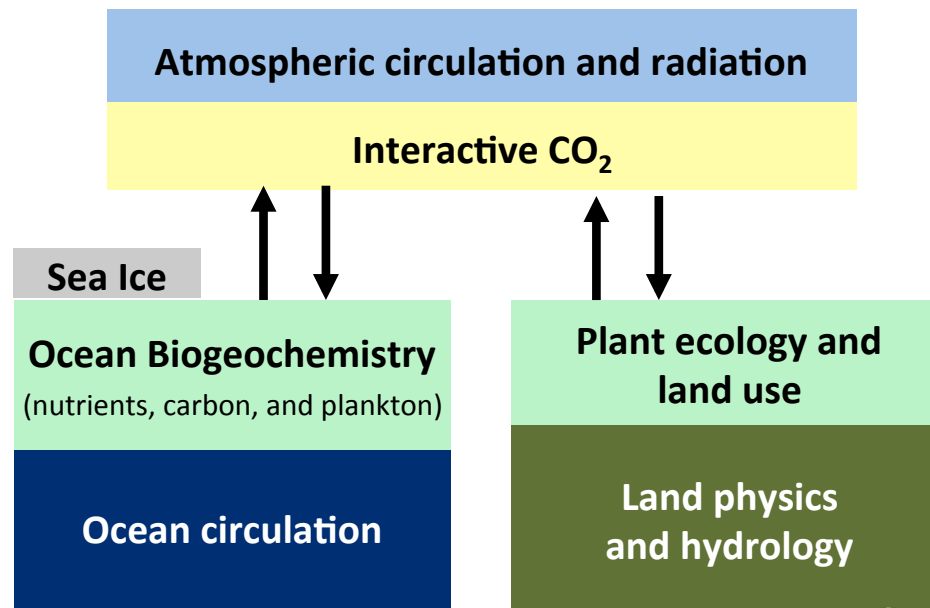 Atmospheric circulation and radiation
Interactive CO₂
Sea Ice
Ocean Biogeochemistry
(nutrients, carbon, and plankton)
Ocean circulation
Plant ecology and
land use
Land physics
and hydrology